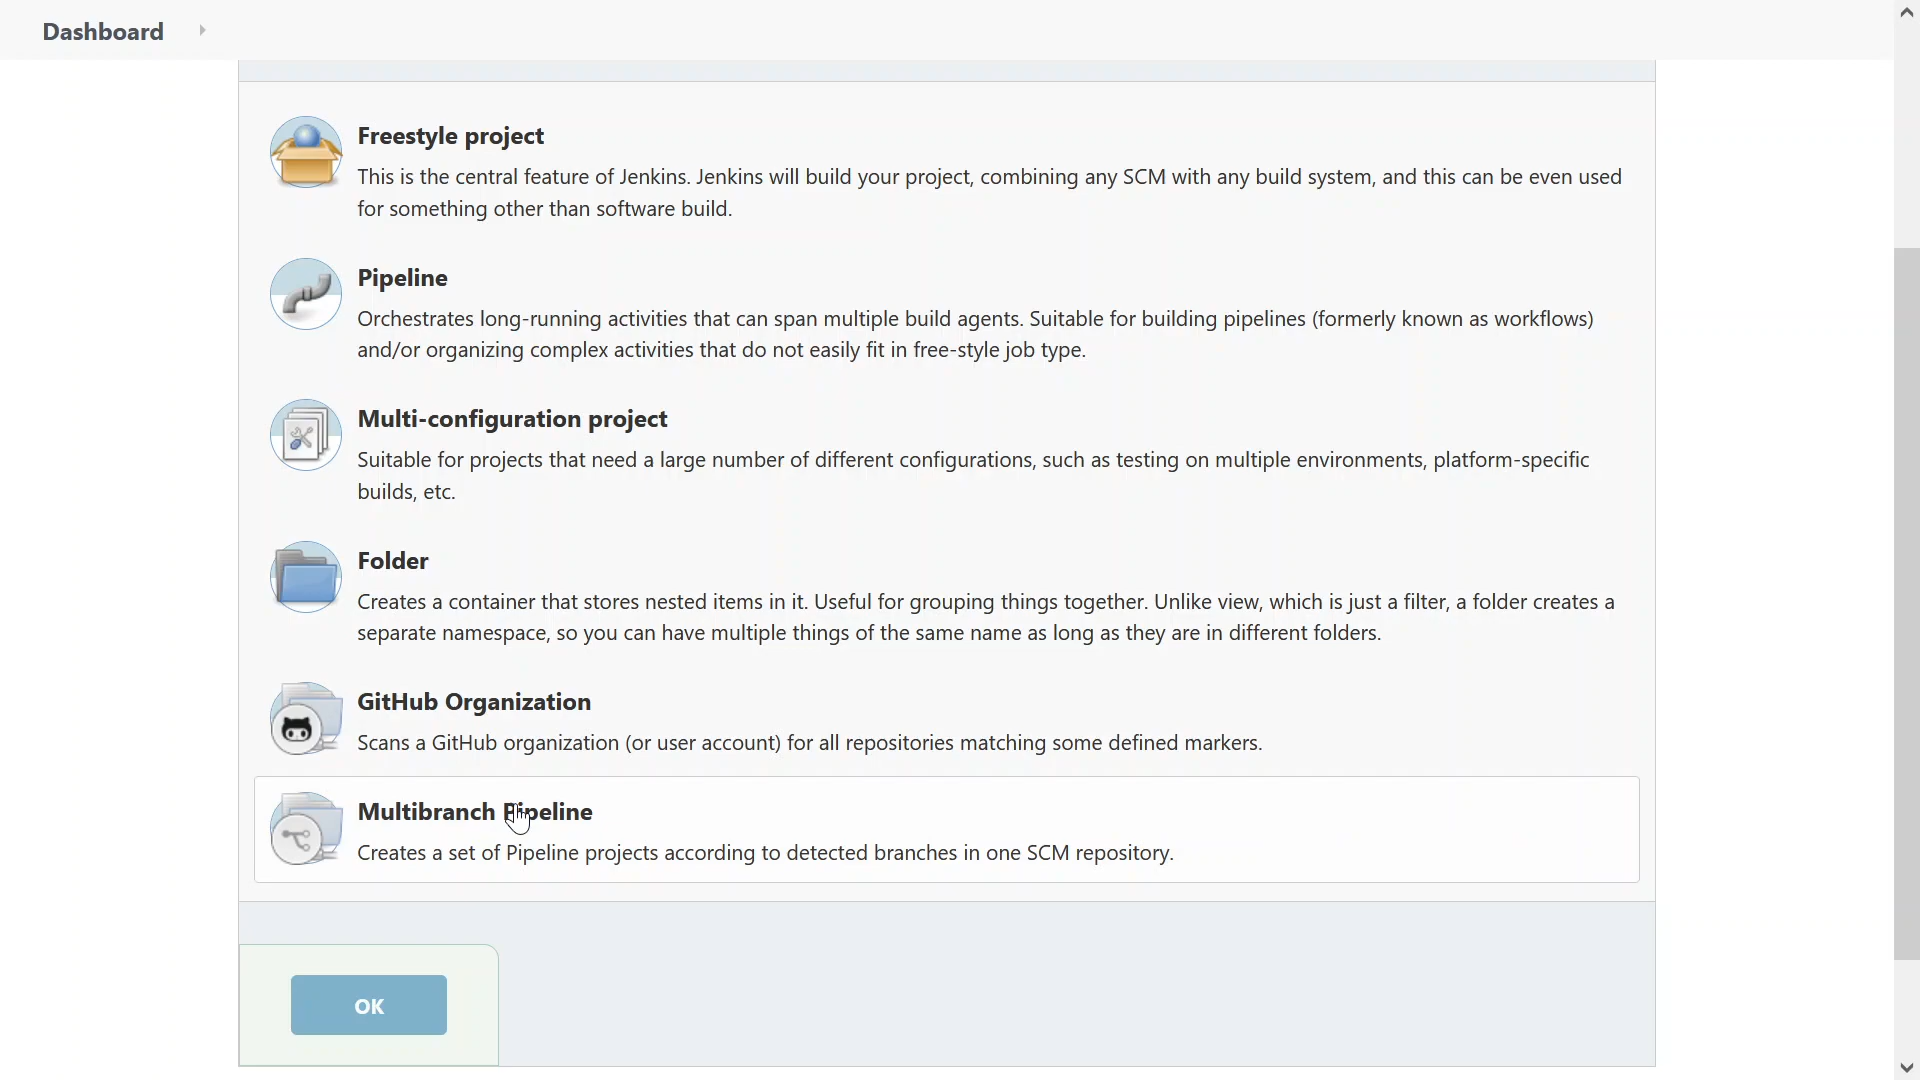 Dashboard
Freestyle project
This is the central feature of Jenkins. Jenkins will build your project, combining any SCM with any build system, and this can be even used
for something other than software build.
Pipeline
Orchestrates long-running activities that can span multiple build agents. Suitable for building pipelines (formerly known as workflows)
and/or organizing complex activities that do not easily fit in free-style job type.
Multi-configuration project
Suitable for projects that need a large number of different configurations, such as testing on multiple environments, platform-specific
builds, etc.
Folder
Creates a container that stores nested items in it. Useful for grouping things together. Unlike view, which is just a filter, a folder creates a
separate namespace, so you can have multiple things of the same name as long as they are in different folders.
GitHub Organization
Scans a GitHub organization (or user account) for all repositories matching some defined markers.
Multibranch Pipeline
Creates a set of Pipeline projects according to detected branches in one SCM repository.
OK